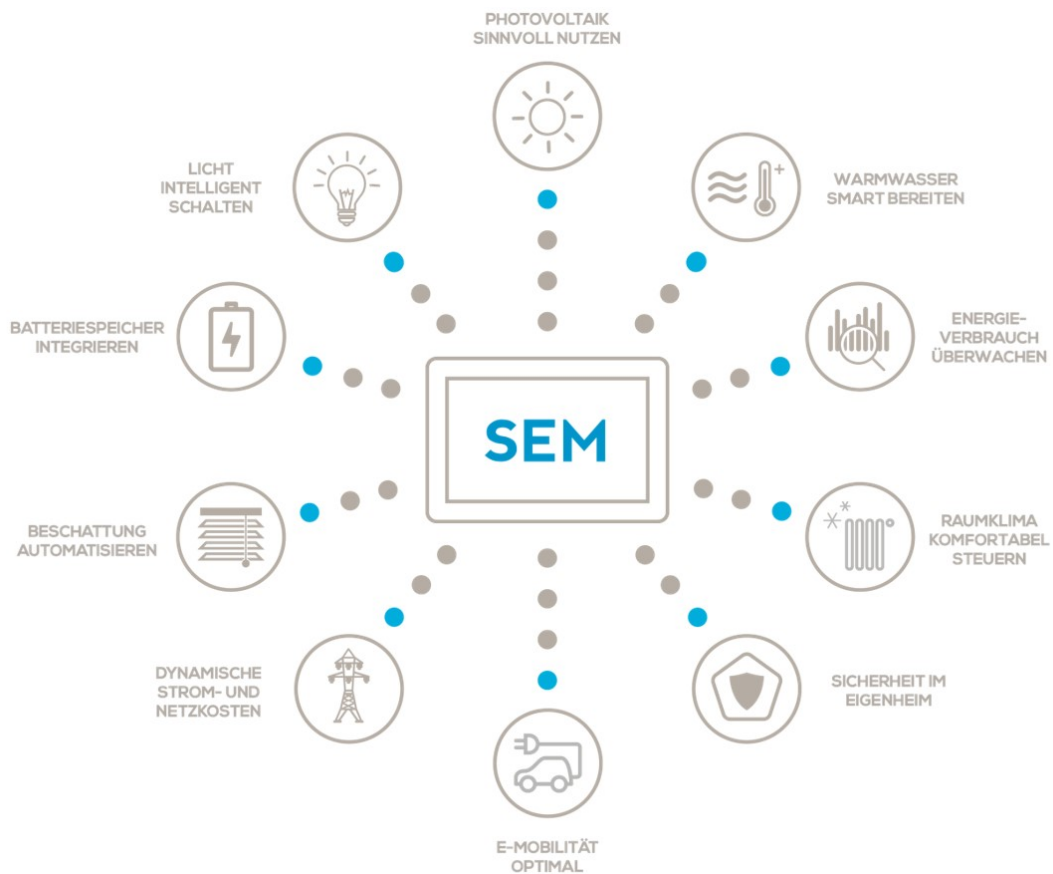 PHOTOVOLTAIK
SINNVOLL NUTZEN
LICHT
INTELLIGENT
SCHALTEN
WARMWASSER
SMART BEREITEN
BATTERIESPEICHER
INTEGRIEREN
ENERGIE-
VERBRAUCH
ÜBERWACHEN
SEM
BESCHATTUNG
AUTOMATISIEREN
RAUMKLIMA
KOMFORTABEL
STEUERN
DYNAMISCHE
STROM- UND
NETZKOSTEN
SICHERHEIT IM
EIGENHEIM
E-MOBILITÄT
OPTIMAL